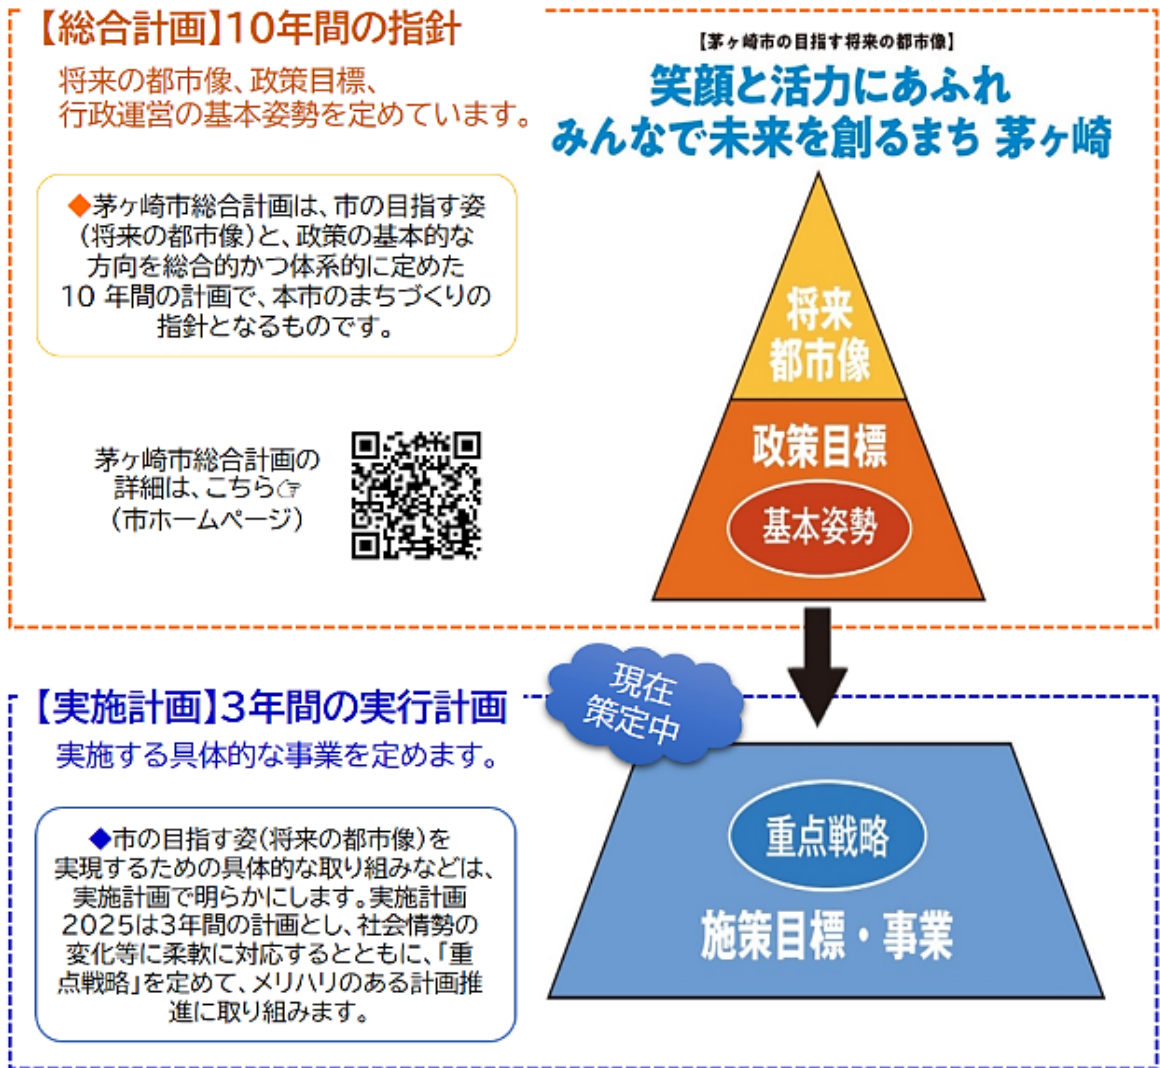 【総合計画】10年間の指針
将来の都市像、政策目標、
行政運営の基本姿勢を定めています。
◆茅ヶ崎市総合計画は、市の目指す姿
(将来の都市像)と、政策の基本的な
方向を総合的かつ体系的に定めた
10 年間の計画で、本市のまちづくりの
指針となるものです。
茅ヶ崎市総合計画の
詳細は、こちら☞
(市ホームページ)
【茅ヶ崎市の目指す将来の都市像】
笑顔と活力にあふれ
みんなで未来を創るまち 茅ヶ崎
将来
都市像
政策目標
基本姿勢
【実施計画】3年間の実行計画
実施する具体的な事業を定めます。
現在
策定中
◆市の目指す姿(将来の都市像)を
実現するための具体的な取り組みなどは、
実施計画で明らかにします。実施計画
2025は3年間の計画とし、社会情勢の
変化等に柔軟に対応するとともに、「重
点戦略」を定めて、メリハリのある計画推
進に取り組みます。
重点戦略
施策目標・事業